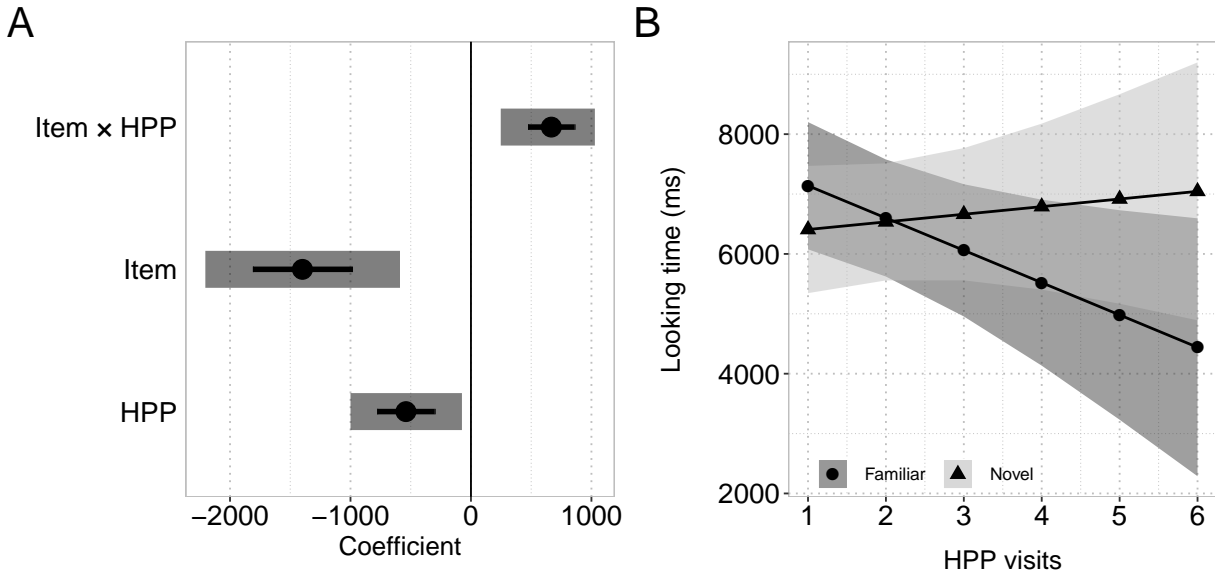 A
Item × HPP
Item
HPP
−2000 −1000 0 1000
Coefficient
B
Looking time (ms)
8000
6000
4000
2000
Familiar Novel
1 2 3 4 5 6
HPP visits